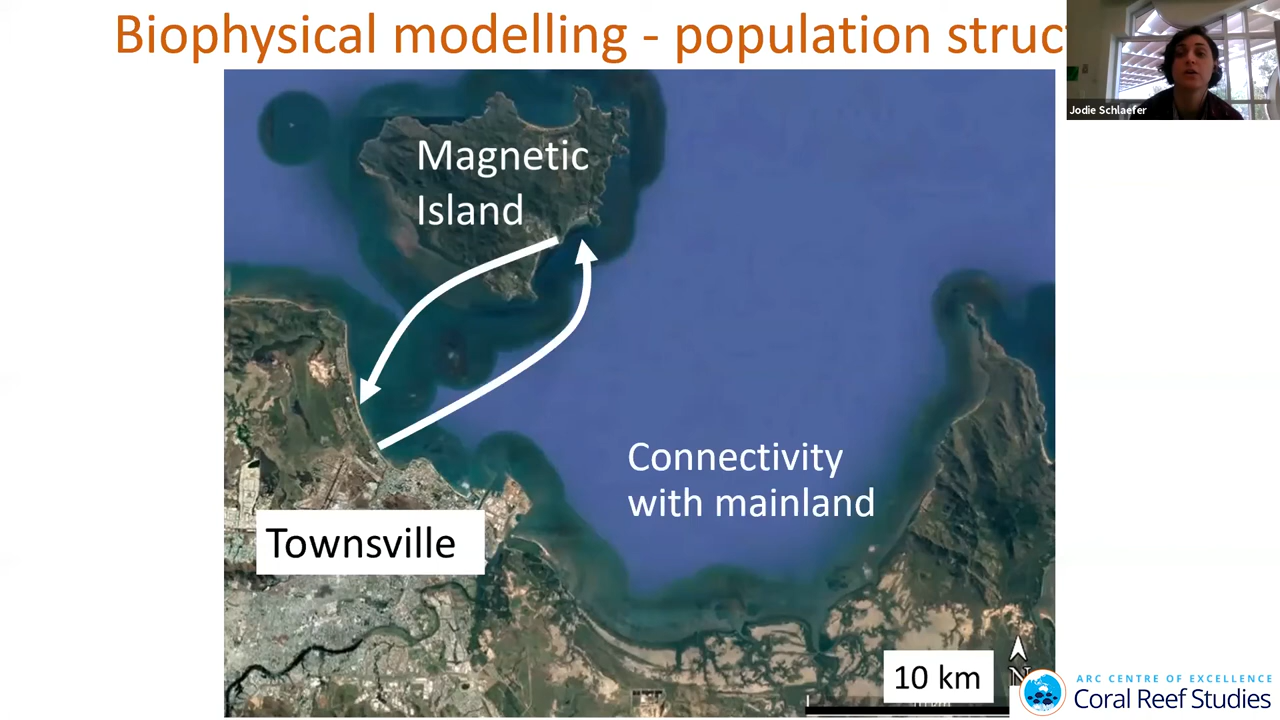 Biophysical modelling - population struct
Jodie Schlaefer
Magnetic
Island
Connectivity
with mainland
Townsville
10 km
N
ARC CENTRE OF EXCELLENCE
Coral Reef Studies